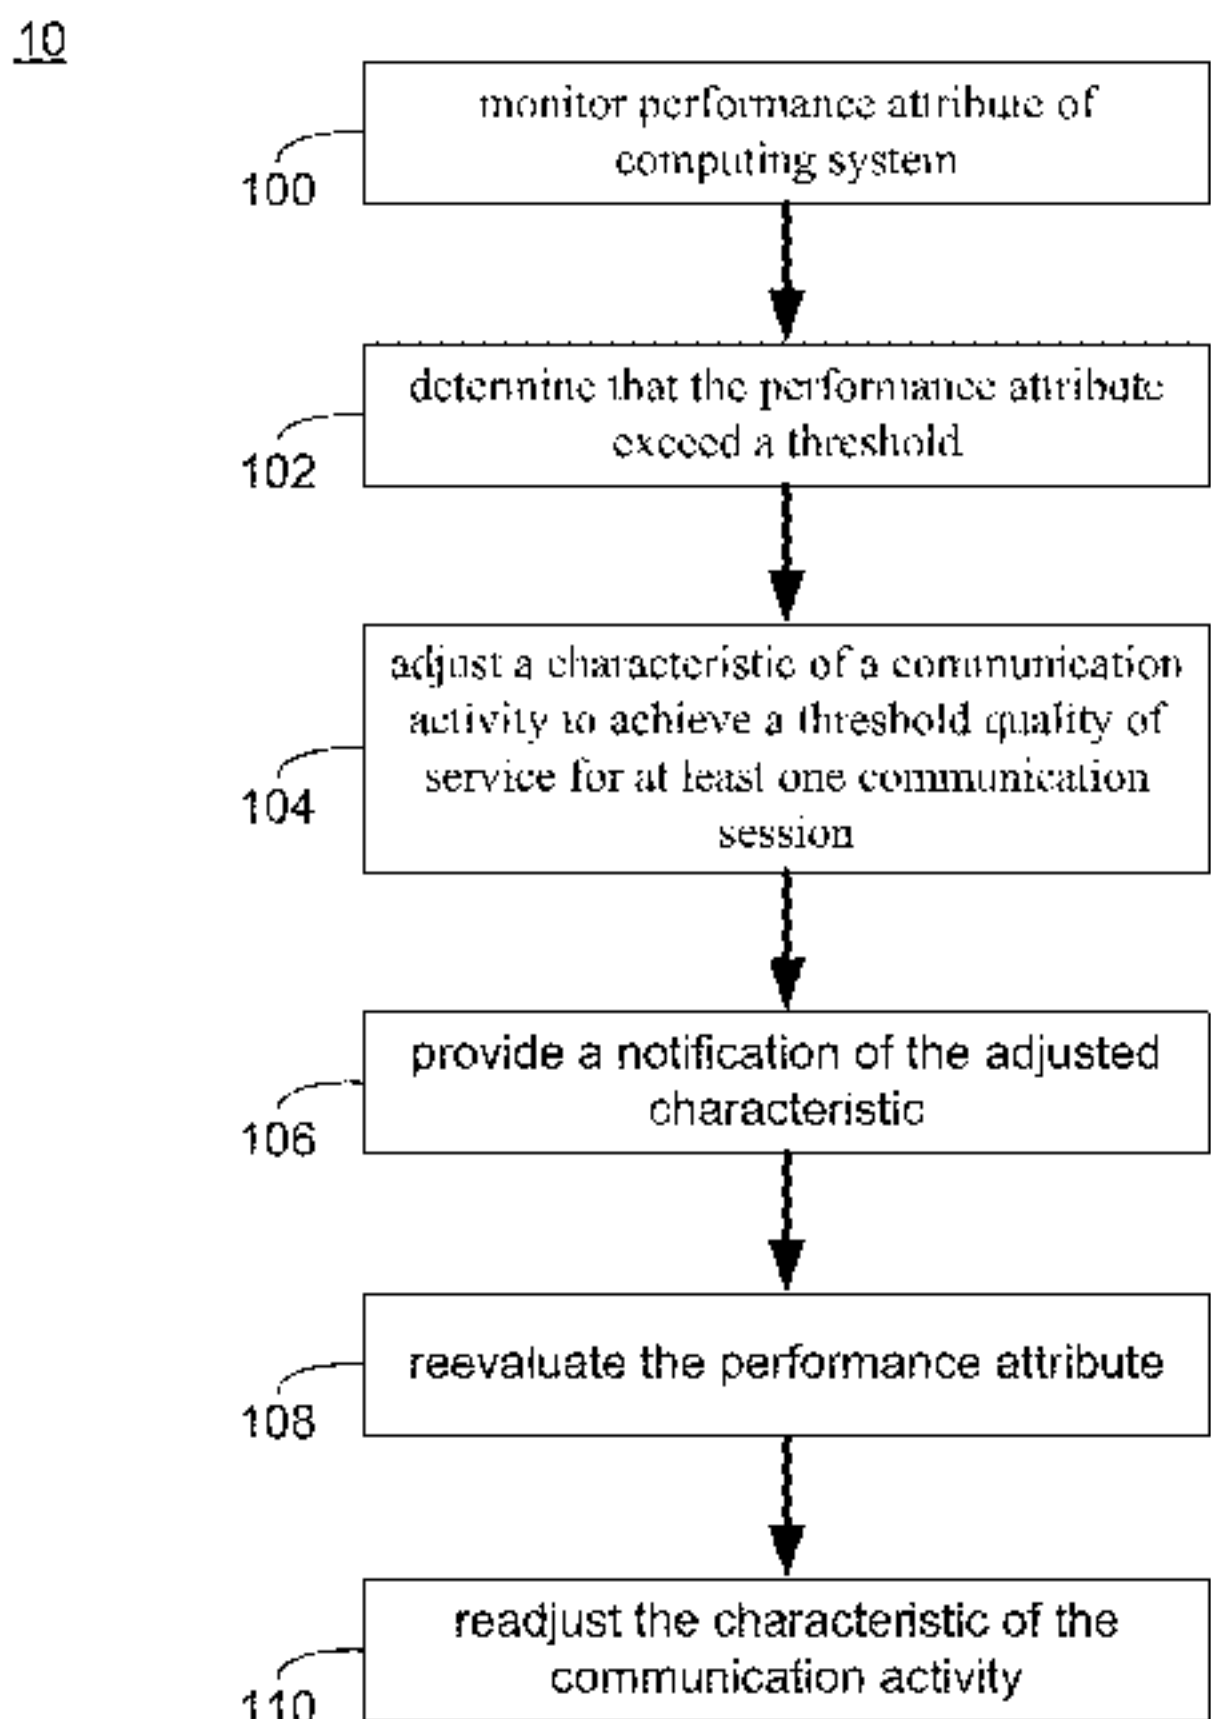 10
monitor performance attribute of
computing system
100
determine that the performance attribute
exceed a threshold
102
adjust a characteristic of a communication
activity to achieve a threshold quality of
service for at least one communication
session
104
provide a notification of the adjusted
characteristic
106
reevaluate the performance attribute
108
readjust the characteristic of the
communication activity
110